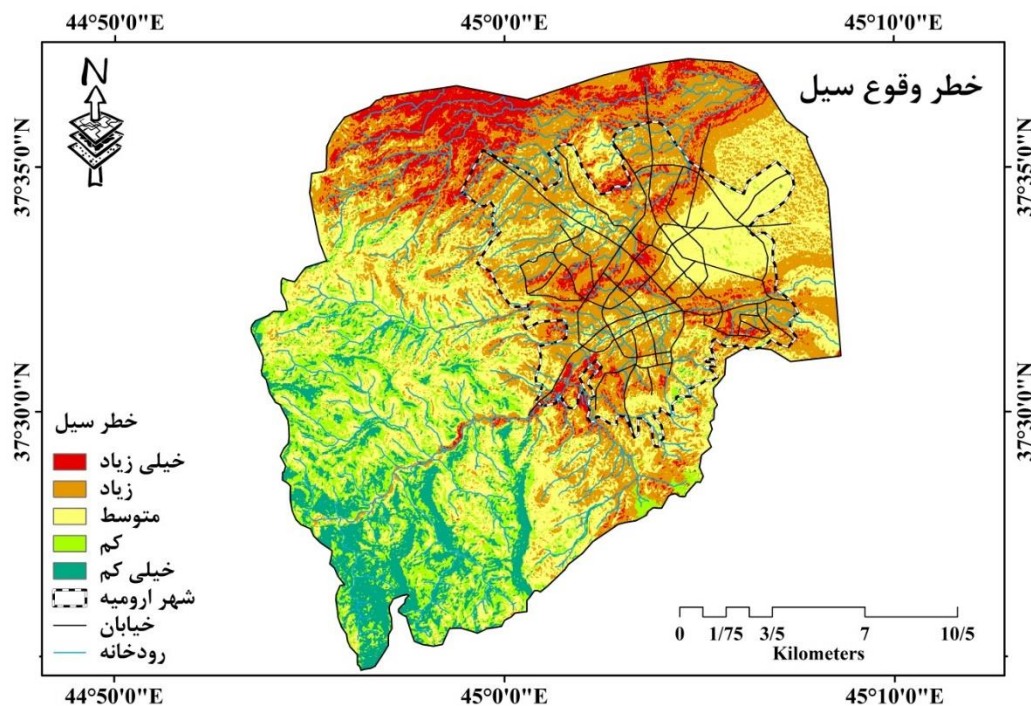 44°50'0"E 45°0'0"E 45°10'0"E
N
خطر وقوع سیل
37°35'0"N 37°35'0"N
37°30'0"N 37°30'0"N
خطر سیل
خیلی زیاد
زیاد
متوسط
کم
خیلی کم
شهر ارومیه
خیابان
رودخانه
0 1/75 3/5 7 10/5
Kilometers
44°50'0"E 45°0'0"E 45°10'0"E